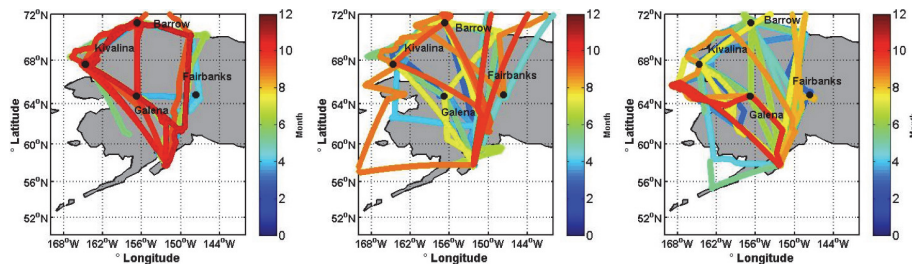 72°N
68°N
64°N
60°N
56°N
52°N
168°W
162°W
156°W
150°W
144°W
° Latitude
° Longitude
Barrow
Kivalina
Fairbanks
Galena
12
10
8
6
4
2
0
Month
72°N
68°N
64°N
60°N
56°N
52°N
168°W
162°W
156°W
150°W
144°W
° Latitude
° Longitude
Barrow
Kivalina
Fairbanks
Galena
12
10
8
6
4
2
0
Month
72°N
68°N
64°N
60°N
56°N
52°N
168°W
162°W
156°W
150°W
144°W
° Latitude
° Longitude
Barrow
Kivalina
Fairbanks
Galena
12
10
8
6
4
2
0